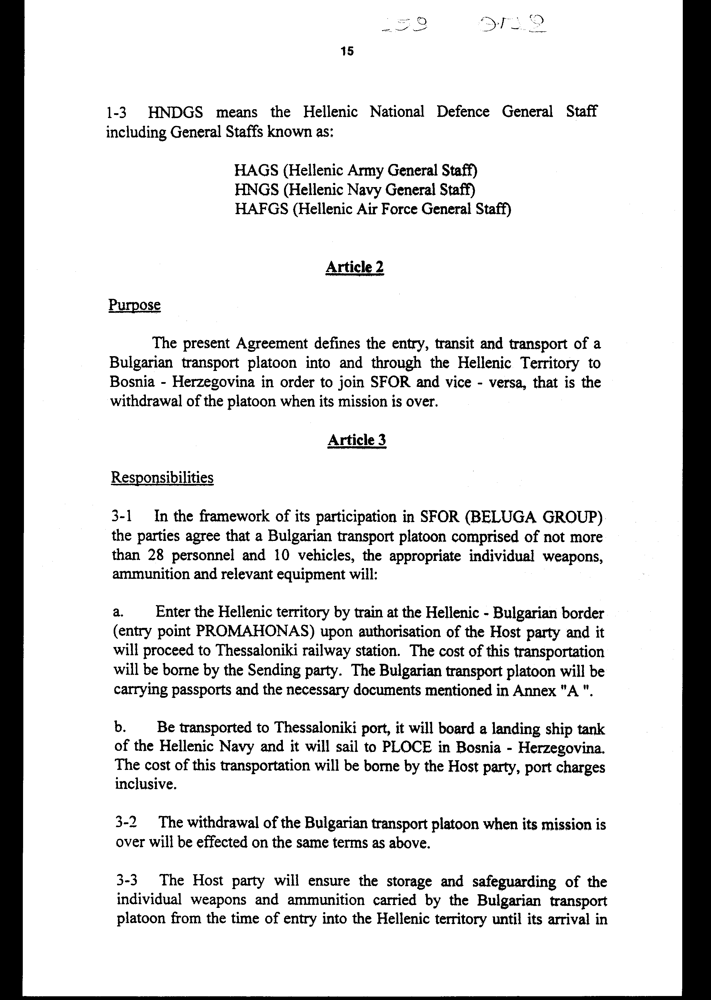 15
1-3 HNDGS means the Hellenic National Defence General Staff
including General Staffs known as:
HAGS (Hellenic Army General Staff)
HNGS (Hellenic Navy General Staff)
HAFGS (Hellenic Air Force General Staff)
Article 2
Purpose
The present Agreement defines the entry, transit and transport of a
Bulgarian transport platoon into and through the Hellenic Territory to
Bosnia - Herzegovina in order to join SFOR and vice - versa, that is the
withdrawal of the platoon when its mission is over.
Article 3
Responsibilities
3-1 In the framework of its participation in SFOR (BELUGA GROUP)
the parties agree that a Bulgarian transport platoon comprised of not more
than 28 personnel and 10 vehicles, the appropriate individual weapons,
ammunition and relevant equipment will:
a. Enter the Hellenic territory by train at the Hellenic - Bulgarian border
(entry point PROMAHONAS) upon authorisation of the Host party and it
will proceed to Thessaloniki railway station. The cost of this transportation
will be borne by the Sending party. The Bulgarian transport platoon will be
carrying passports and the necessary documents mentioned in Annex "A ".
b. Be transported to Thessaloniki port, it will board a landing ship tank
of the Hellenic Navy and it will sail to PLOCE in Bosnia - Herzegovina.
The cost of this transportation will be borne by the Host party, port charges
inclusive.
3-2 The withdrawal of the Bulgarian transport platoon when its mission is
over will be effected on the same terms as above.
3-3 The Host party will ensure the storage and safeguarding of the
individual weapons and ammunition carried by the Bulgarian transport
platoon from the time of entry into the Hellenic territory until its arrival in